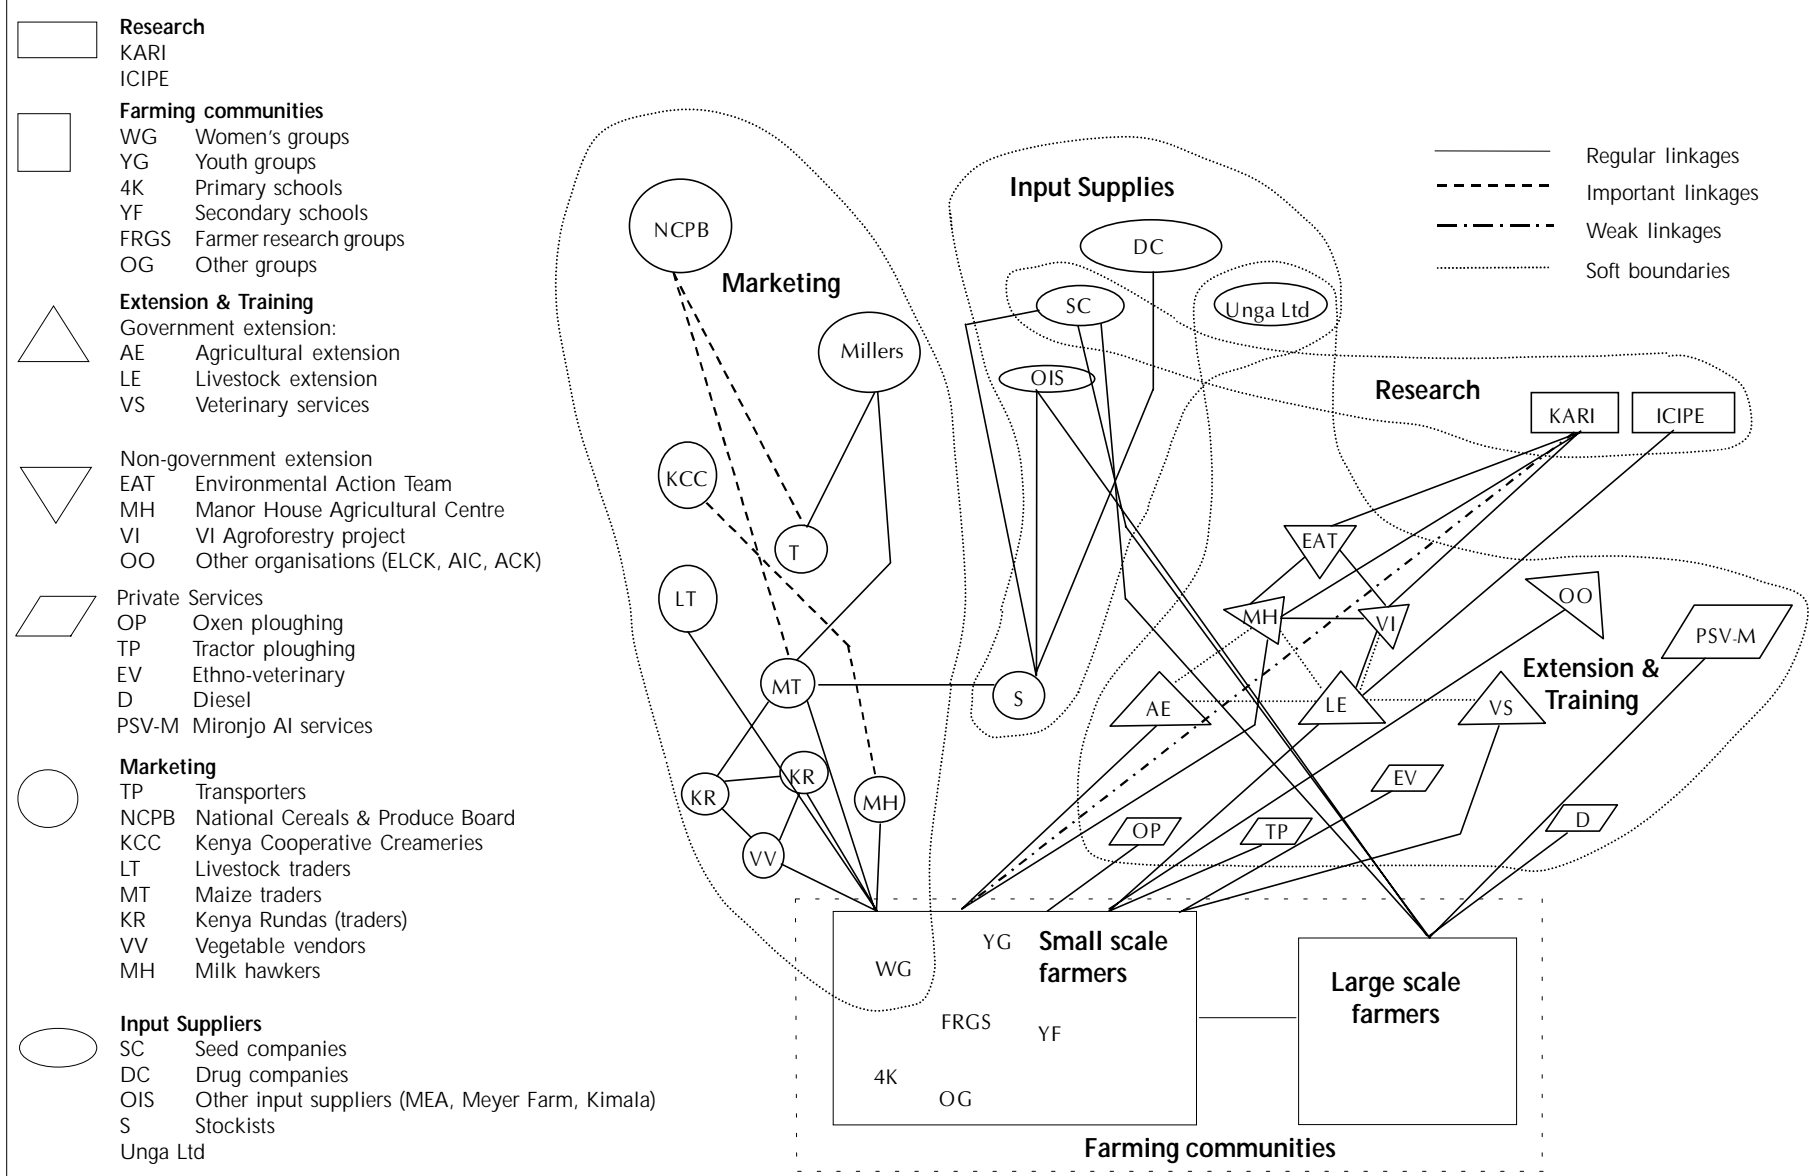 Research
KARI
ICIPE
Farming communities
WG Women's groups
YG Youth groups
4K Primary schools
YF Secondary schools
FRGS Farmer research groups
OG Other groups
Extension & Training
Government extension:
AE Agricultural extension
LE Livestock extension
VS Veterinary services
Non-government extension
EAT Environmental Action Team
MH Manor House Agricultural Centre
VI VI Agroforestry project
OO Other organisations (ELCK, AIC, ACK)
Private Services
OP Oxen ploughing
TP Tractor ploughing
EV Ethno-veterinary
D Diesel
PSV-M Mironjo AI services
Marketing
TP Transporters
NCPB National Cereals & Produce Board
KCC Kenya Cooperative Creameries
LT Livestock traders
MT Maize traders
KR Kenya Rundas (traders)
VV Vegetable vendors
MH Milk hawkers
Input Suppliers
SC Seed companies
DC Drug companies
OIS Other input suppliers (MEA, Meyer Farm, Kimala)
S Stockists
Unga Ltd
NCPB
Marketing
Millers
KCC
T
LT
MT
KR
KR
MH
VV
Input Supplies
DC
SC
Unga Ltd
OIS
S
Regular linkages
Important linkages
Weak linkages
Soft boundaries
Research
KARI
ICIPE
EAT
MH
VI
OO
PSV-M
Extension &
Training
AE
LE
VS
EV
OP
TP
D
YG
Small scale
farmers
WG
FRGS
YF
4K
OG
Large scale
farmers
Farming communities